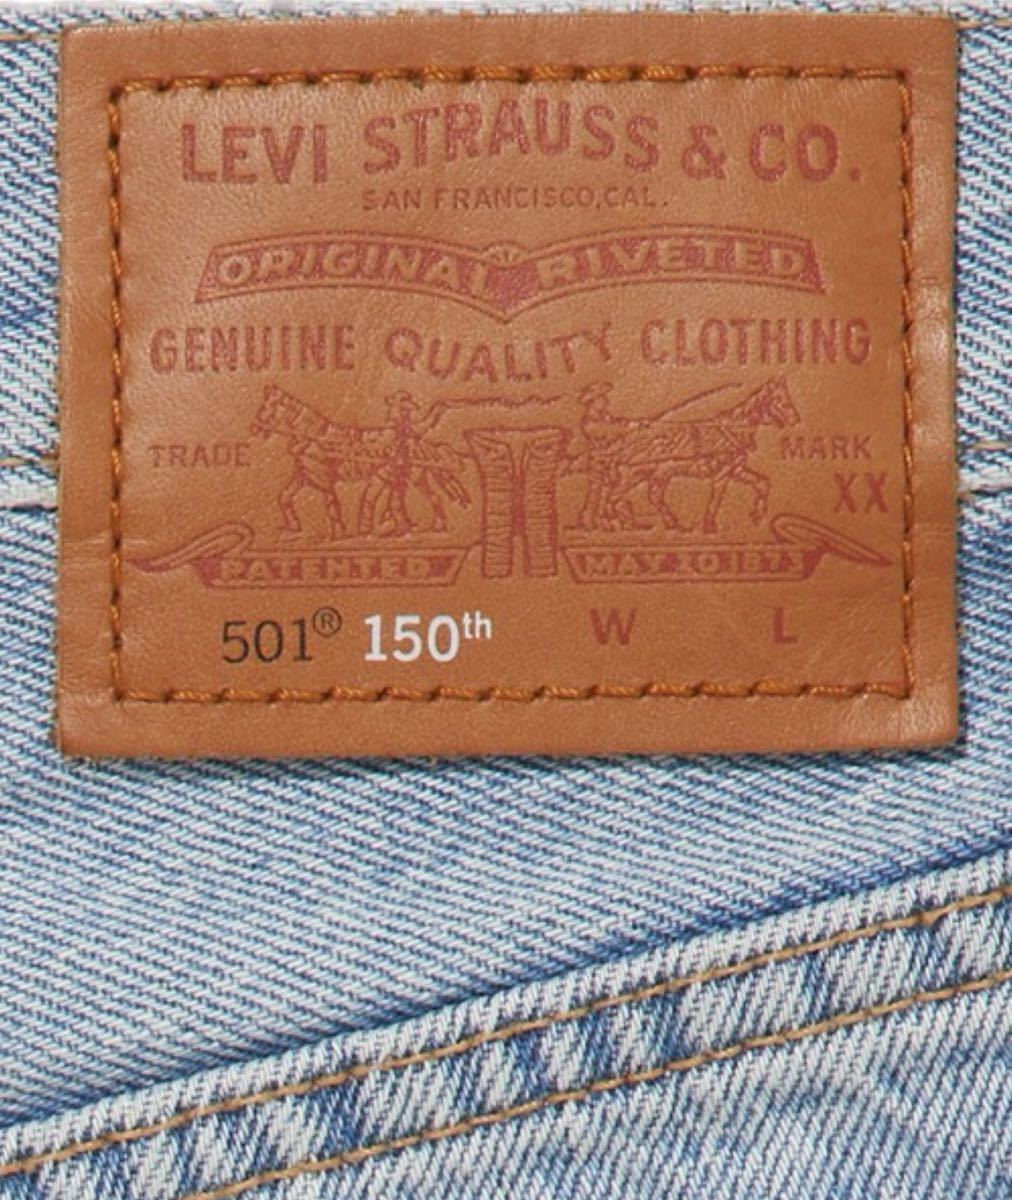 LEVI STRAUSS & CO.
SAN FRANCISCO, CAL.
ORIGINAL RIVETED
GENUINE QUALITY CLOTHING
TRADE MARK
XX
PATENTED MAY 20 1873
501® 150th W L